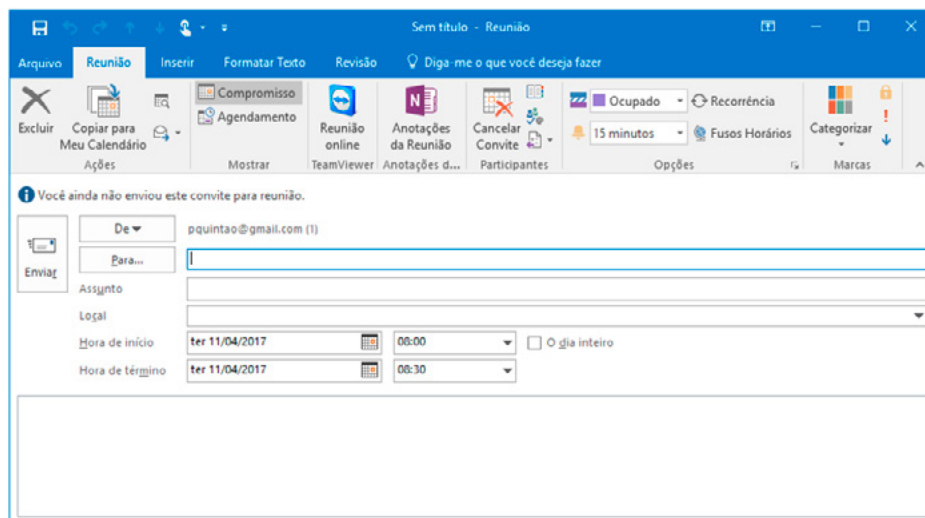 Sem título - Reunião
Arquivo Reunião Inserir Formatar Texto Revisão Diga-me o que você deseja fazer
Excluir
Copiar para
Meu Calendário
Ações
Compromisso
Agendamento
Mostrar
Reunião
online
TeamViewer
Anotações
da Reunião
Anotações d...
Cancelar
Convite
Participantes
Ocupado
Recorrência
15 minutos
Fusos Horários
Opções
Categorizar
Marcas
Você ainda não enviou este convite para reunião.
Enviar
De
pquintao@gmail.com (1)
Para...
Assunto
Local
Hora de início ter 11/04/2017 08:00 O dia inteiro
Hora de término ter 11/04/2017 08:30